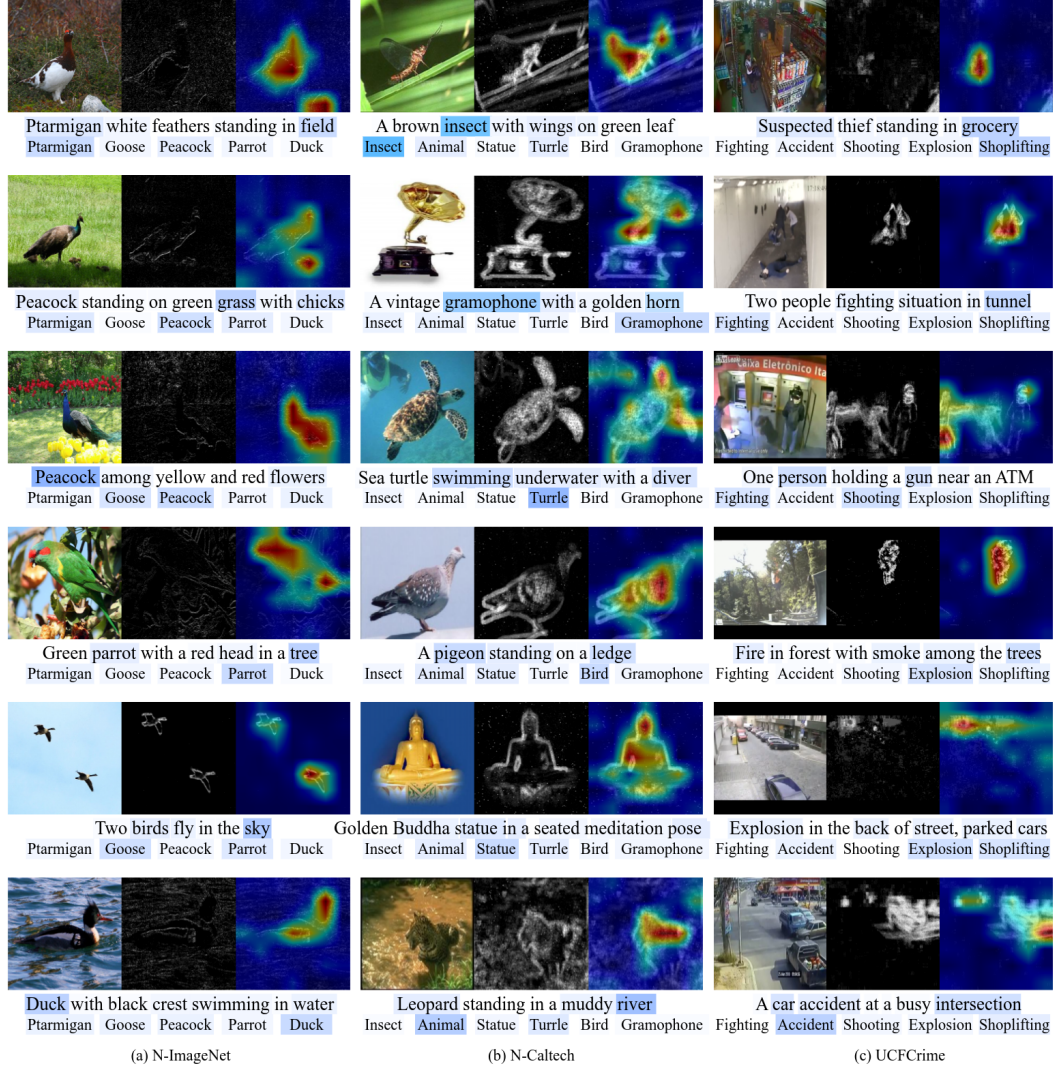 Ptarmigan white feathers standing in field
Ptarmigan Goose Peacock Parrot Duck
Peacock standing on green grass with chicks
Ptarmigan Goose Peacock Parrot Duck
Peacock among yellow and red flowers
Ptarmigan Goose Peacock Parrot Duck
Green parrot with a red head in a tree
Ptarmigan Goose Peacock Parrot Duck
Two birds fly in the sky
Ptarmigan Goose Peacock Parrot Duck
Duck with black crest swimming in water
Ptarmigan Goose Peacock Parrot Duck
(a) N-ImageNet
A brown insect with wings on green leaf
Insect Animal Statue Turrle Bird Gramophone
A vintage gramophone with a golden horn
Insect Animal Statue Turrle Bird Gramophone
Sea turtle swimming underwater with a diver
Insect Animal Statue Turrle Bird Gramophone
A pigeon standing on a ledge
Insect Animal Statue Turrle Bird Gramophone
Golden Buddha statue in a seated meditation pose
Insect Animal Statue Turrle Bird Gramophone
Leopard standing in a muddy river
Insect Animal Statue Turrle Bird Gramophone
(b) N-Caltech
Suspected thief standing in grocery
Fighting Accident Shooting Explosion Shoplifting
Two people fighting situation in tunnel
Fighting Accident Shooting Explosion Shoplifting
Caixa Eletrônico Ita
One person holding a gun near an ATM
Fighting Accident Shooting Explosion Shoplifting
Fire in forest with smoke among the trees
Fighting Accident Shooting Explosion Shoplifting
Explosion in the back of street, parked cars
Fighting Accident Shooting Explosion Shoplifting
A car accident at a busy intersection
Fighting Accident Shooting Explosion Shoplifting
(c) UCFCrime